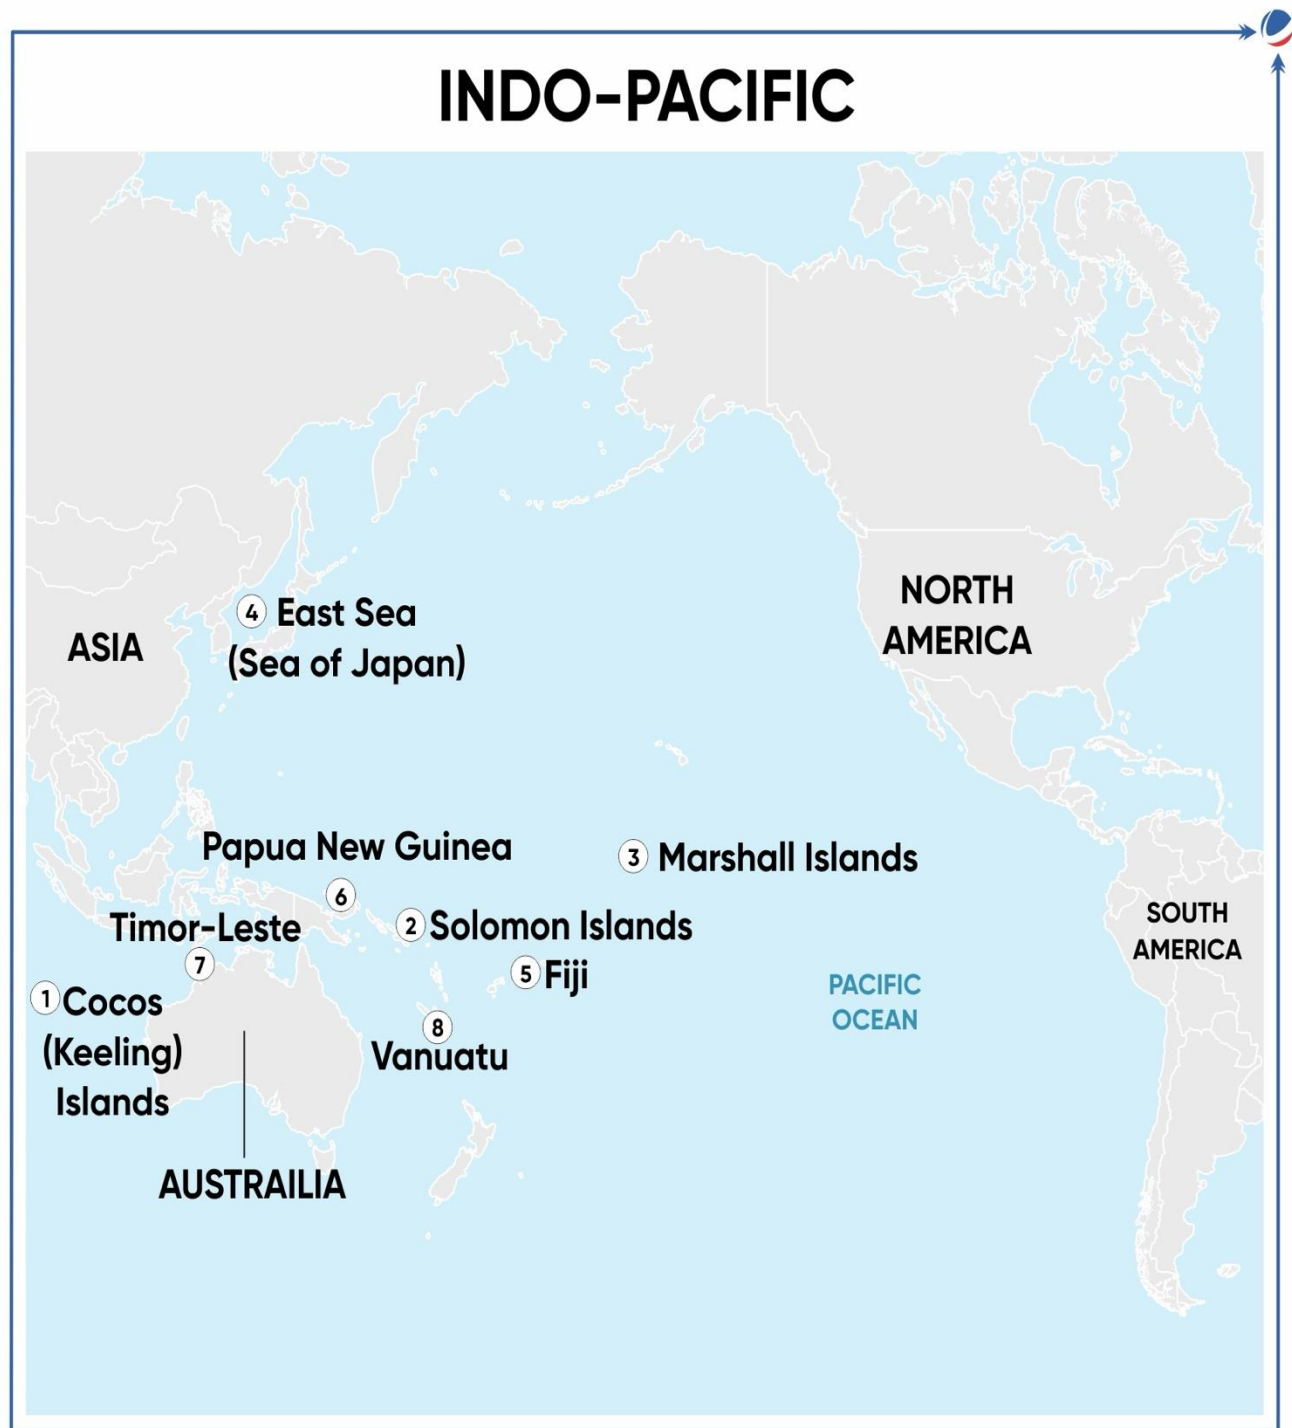 INDO-PACIFIC
NORTH
AMERICA
4 East Sea
(Sea of Japan)
ASIA
Papua New Guinea
3 Marshall Islands
6
2 Solomon Islands
Timor-Leste
7
SOUTH
AMERICA
5 Fiji
PACIFIC
OCEAN
1 Cocos
(Keeling)
Islands
8
Vanuatu
AUSTRAILIA